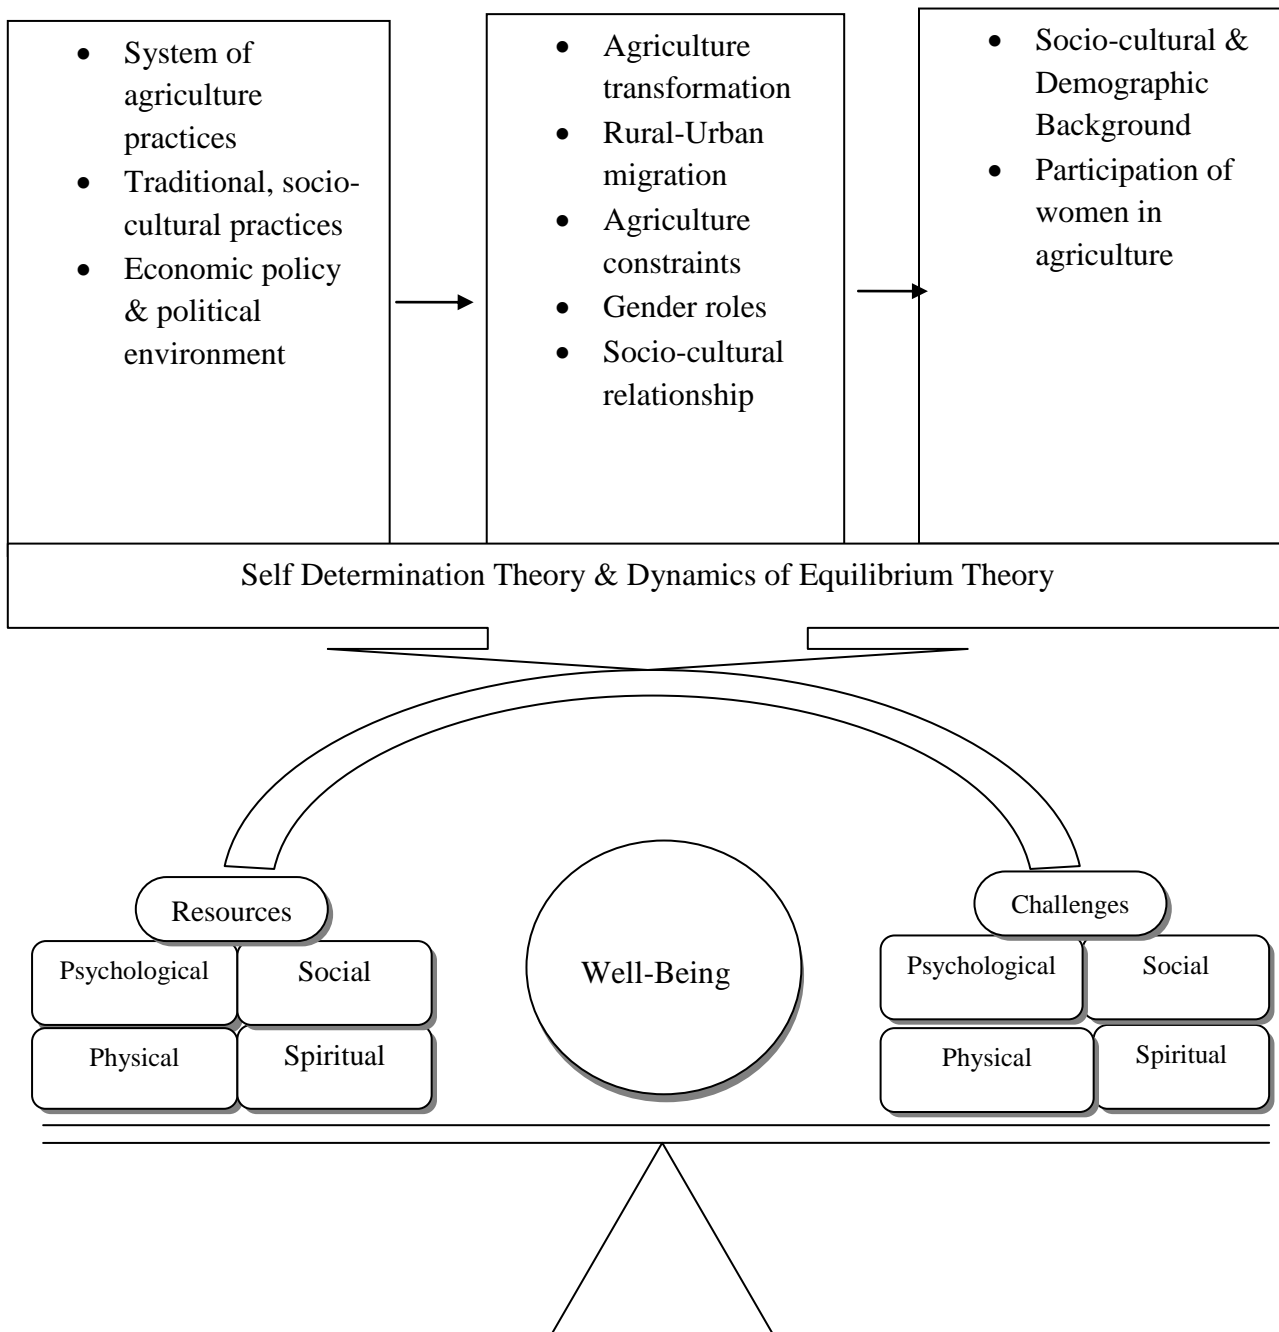 • System of
agriculture
practices
• Traditional, socio-
cultural practices
• Economic policy
& political
environment
• Agriculture
transformation
• Rural-Urban
migration
• Agriculture
constraints
• Gender roles
• Socio-cultural
relationship
• Socio-cultural &
Demographic
Background
• Participation of
women in
agriculture
Self Determination Theory & Dynamics of Equilibrium Theory
Resources
Psychological
Social
Physical
Spiritual
Well-Being
Challenges
Psychological
Social
Physical
Spiritual